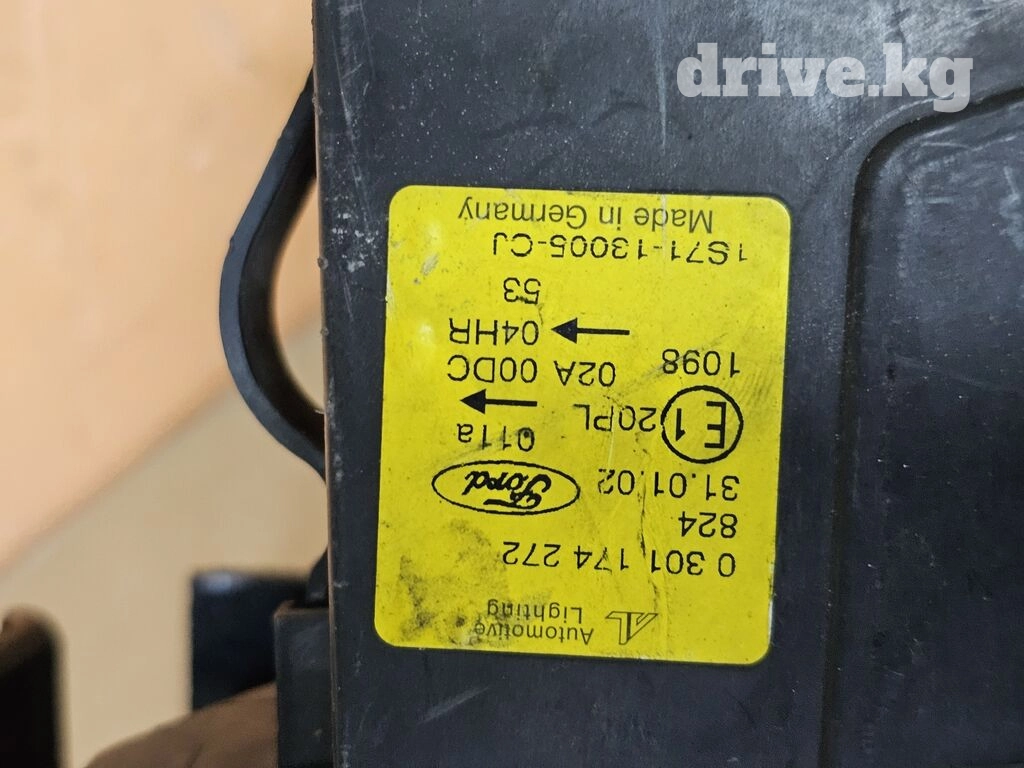 drive.kg
Automotive
Lighting
0 301 174 272
824
31.01.02
Ford
011a
E1
20PL
02A 00DC
1098
04HR
53
1S71-13005-CJ
Made in Germany